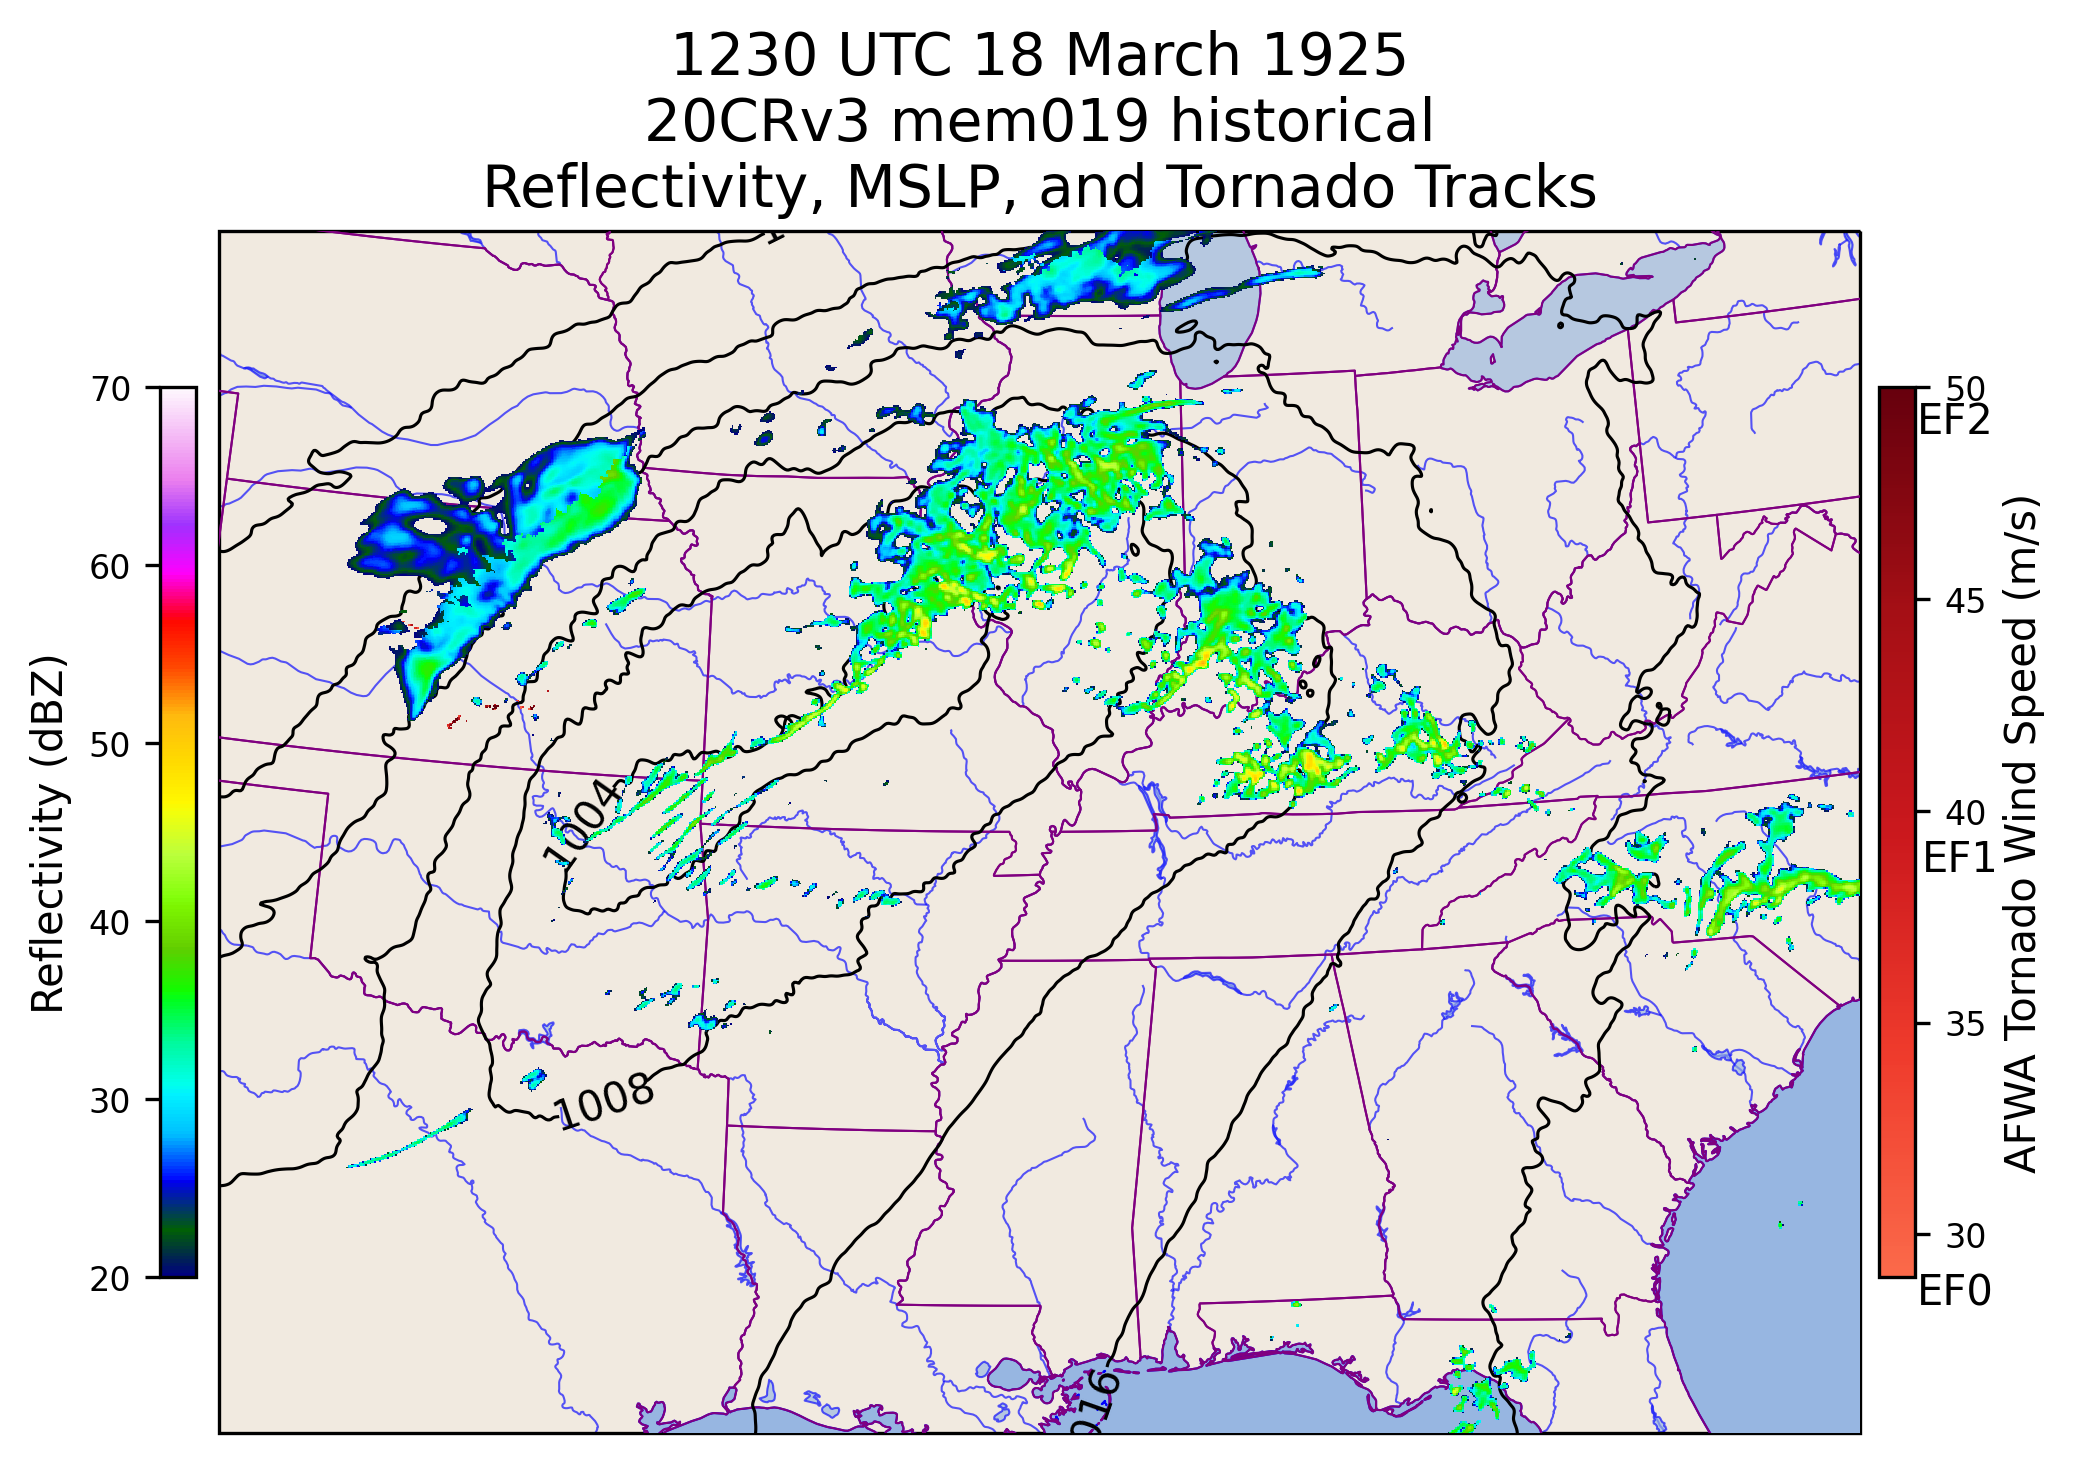 1230 UTC 18 March 1925
20CRv3 mem019 historical
Reflectivity, MSLP, and Tornado Tracks
Reflectivity (dBZ)
70
60
50
40
30
20
1004
1008
016
50
EF2
45
40
EF1
35
30
EF0
AFWA Tornado Wind Speed (m/s)